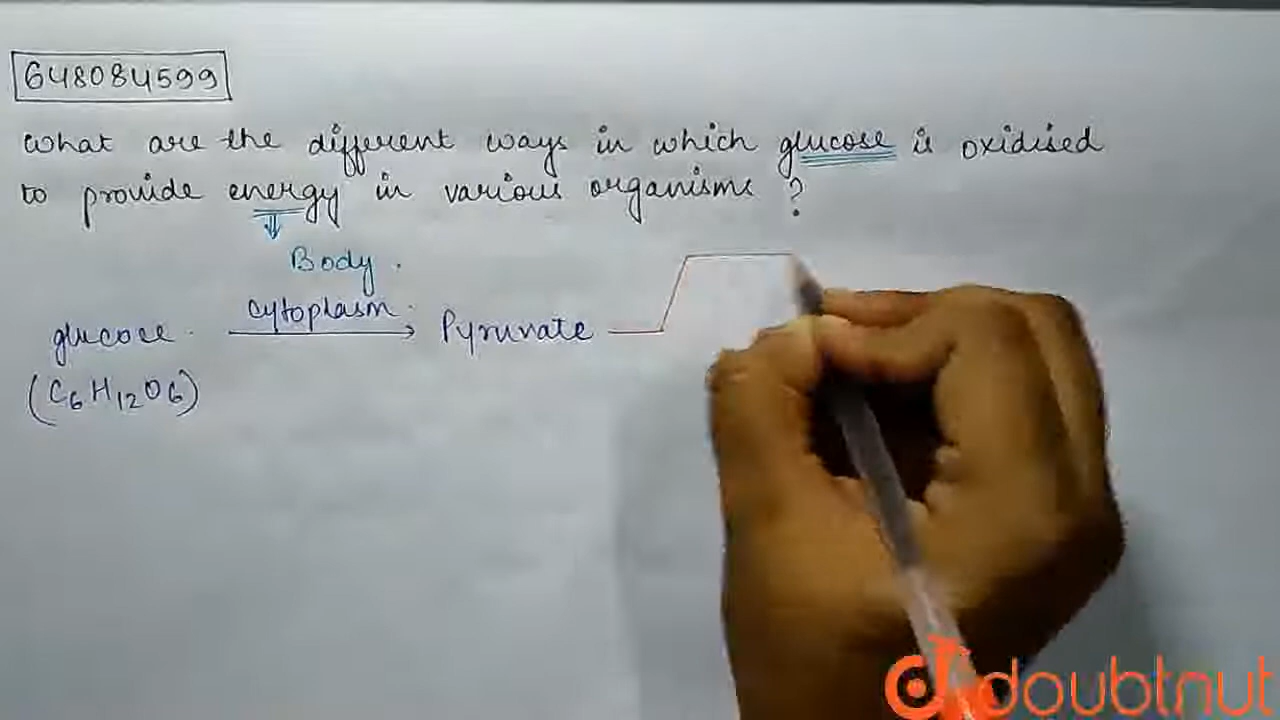 648084599
What are the different ways in which glucose is oxidised
to provide energy in various organisms ?
Body .
glucose . cytoplasm . Pyruvate
(C6H12O6)
doubtnut